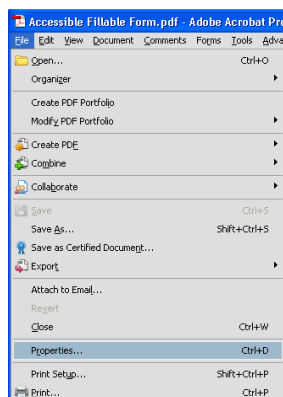 Accessible Fillable Form.pdf - Adobe Acrobat Pr
File Edit View Document Comments Forms Tools Adva
Open... Ctrl+O
Organizer
Create PDF Portfolio
Modify PDF Portfolio
Create PDF
Combine
Collaborate
Save Ctrl+S
Save As... Shift+Ctrl+S
Save as Certified Document...
Export
Attach to Email...
Revert
Close Ctrl+W
Properties... Ctrl+D
Print Setup... Shift+Ctrl+P
Print... Ctrl+P